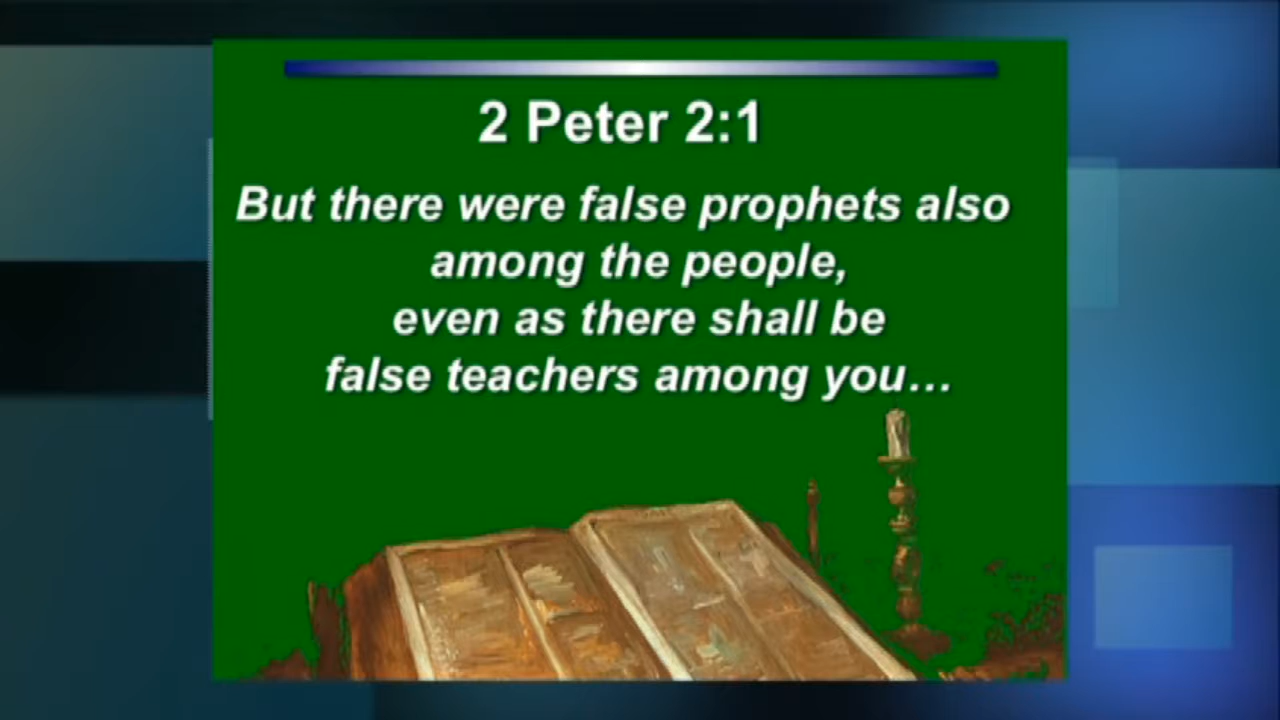 2 Peter 2:1
But there were false prophets also
among the people,
even as there shall be
false teachers among you…